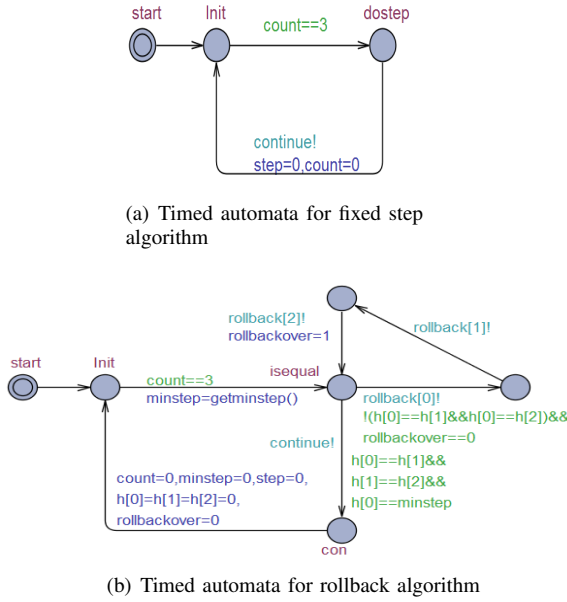 start
Init
dostep
count==3
continue!
step=0,count=0
(a) Timed automata for fixed step
algorithm
rollback[2]!
rollbackover=1
rollback[1]!
start
Init
isequal
count==3
minstep=getminstep()
rollback[0]!
!(h[0]==h[1]&&h[0]==h[2])&&
rollbackover==0
continue!
h[0]==h[1]&&
h[1]==h[2]&&
h[0]==minstep
count=0,minstep=0,step=0,
h[0]=h[1]=h[2]=0,
rollbackover=0
con
(b) Timed automata for rollback algorithm